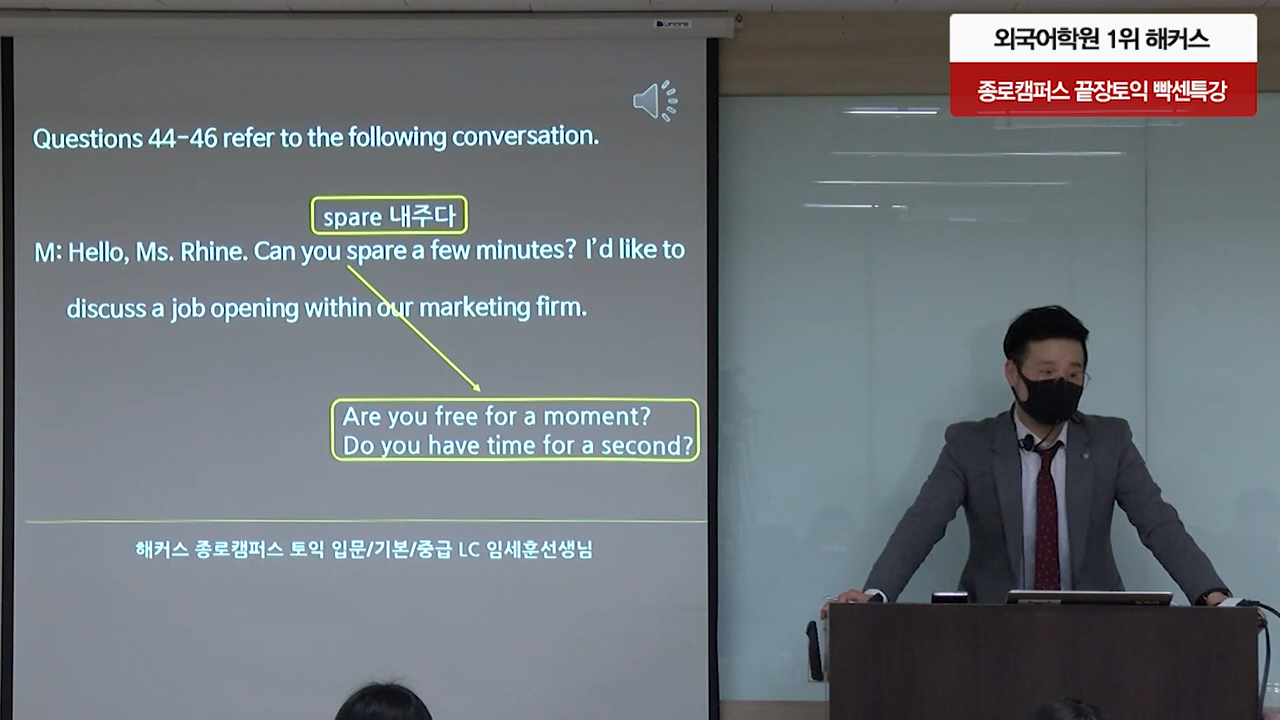 외국어학원 1위 해커스
종로캠퍼스 끝장토익 빡센특강
Questions 44-46 refer to the following conversation.
spare 내주다
M: Hello, Ms. Rhine. Can you spare a few minutes? I'd like to
discuss a job opening within our marketing firm.
Are you free for a moment?
Do you have time for a second?
해커스 종로캠퍼스 토익 입문/기본/중급 LC 임세훈선생님